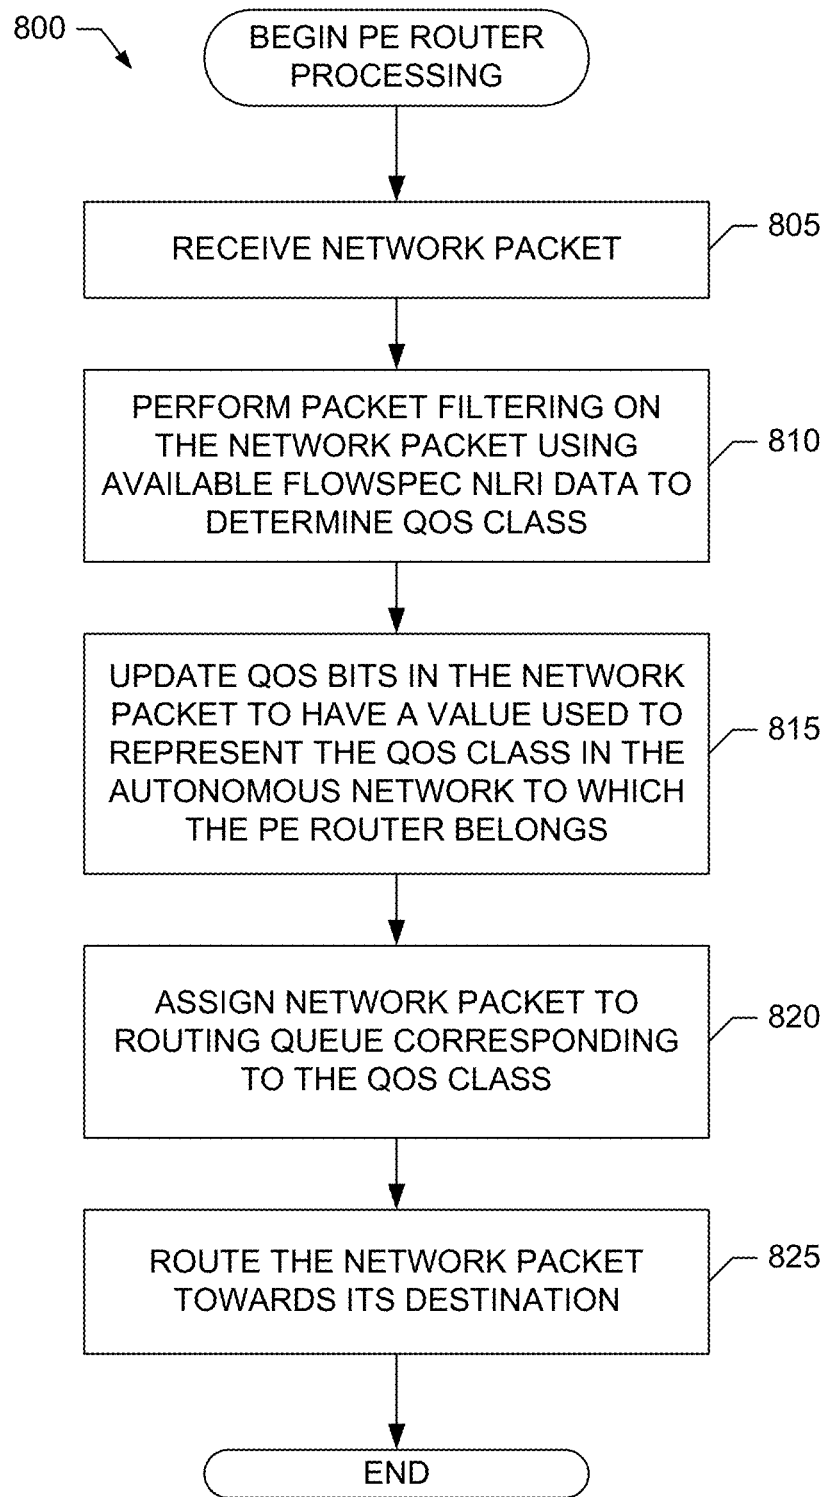 800
BEGIN PE ROUTER
PROCESSING
RECEIVE NETWORK PACKET
805
PERFORM PACKET FILTERING ON
THE NETWORK PACKET USING
AVAILABLE FLOWSPEC NLRI DATA TO
DETERMINE QOS CLASS
810
UPDATE QOS BITS IN THE NETWORK
PACKET TO HAVE A VALUE USED TO
REPRESENT THE QOS CLASS IN THE
AUTONOMOUS NETWORK TO WHICH
THE PE ROUTER BELONGS
815
ASSIGN NETWORK PACKET TO
ROUTING QUEUE CORRESPONDING
TO THE QOS CLASS
820
ROUTE THE NETWORK PACKET
TOWARDS ITS DESTINATION
825
END